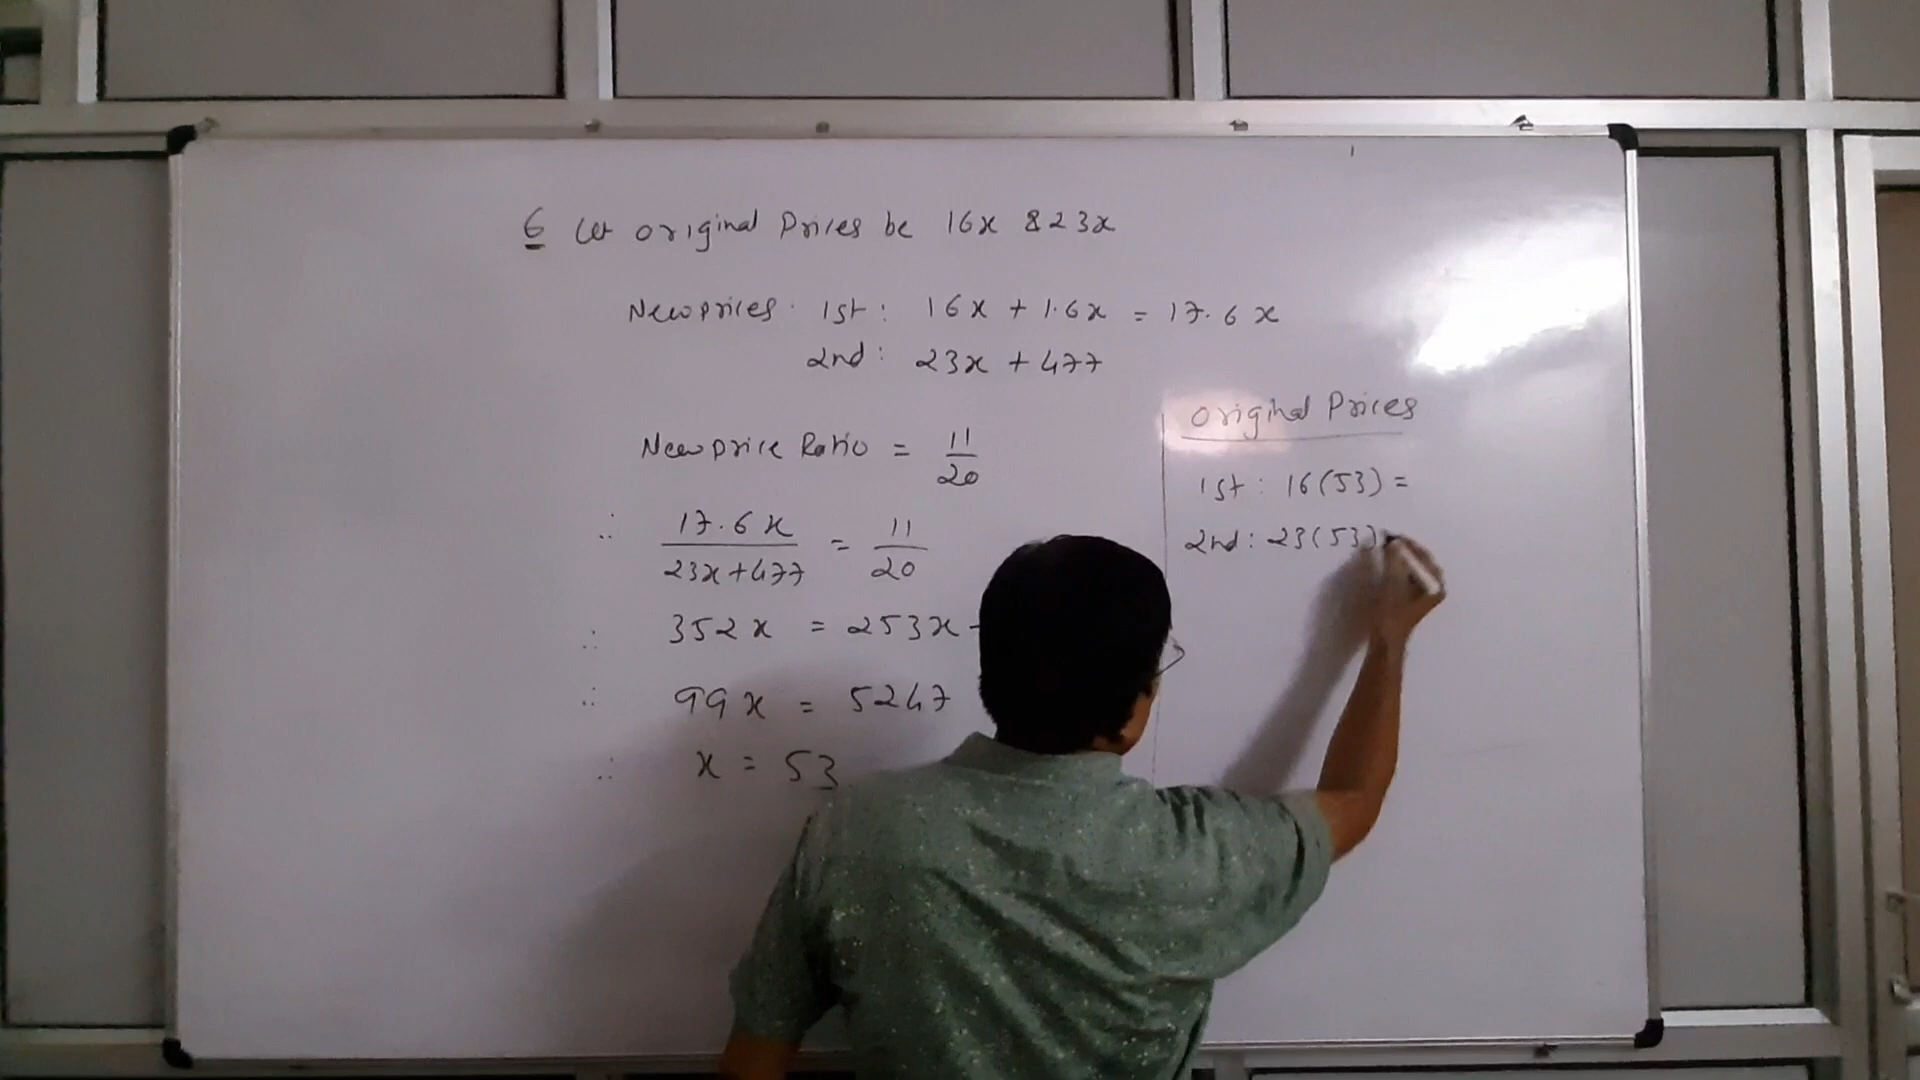 6 Let original Prices be 16x & 23x
New prices. 1st: 16x + 1.6x = 17.6x
2nd: 23x + 477
New price Ratio = 11/20
∴ 17.6x/23x+477 = 11/20
∴ 352x = 253x
∴ 99x = 5247
∴ x = 53
Original Prices
1st: 16(53) =
2nd: 23(53)